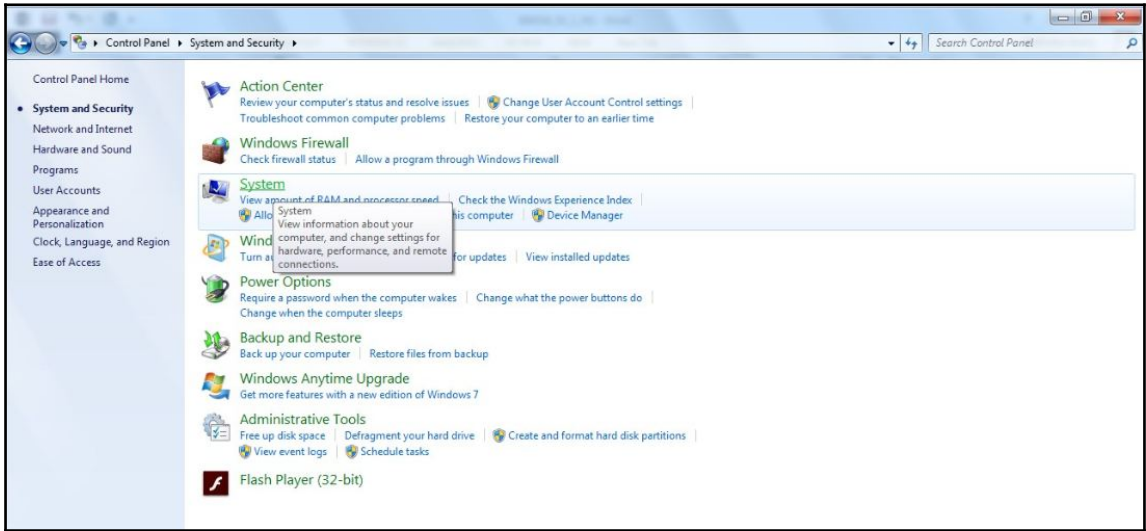 Control Panel ▸ System and Security ▸
Search Control Panel
Control Panel Home
System and Security
Network and Internet
Hardware and Sound
Programs
User Accounts
Appearance and
Personalization
Clock, Language, and Region
Ease of Access
Action Center
Review your computer's status and resolve issues Change User Account Control settings
Troubleshoot common computer problems Restore your computer to an earlier time
Windows Firewall
Check firewall status Allow a program through Windows Firewall
System
View amount of RAM and processor speed Check the Windows Experience Index
Allo his computer Device Manager
System
View information about your
computer, and change settings for
hardware, performance, and remote
connections.
Wind
Turn au for updates View installed updates
Power Options
Require a password when the computer wakes Change what the power buttons do
Change when the computer sleeps
Backup and Restore
Back up your computer Restore files from backup
Windows Anytime Upgrade
Get more features with a new edition of Windows 7
Administrative Tools
Free up disk space Defragment your hard drive Create and format hard disk partitions
View event logs Schedule tasks
Flash Player (32-bit)